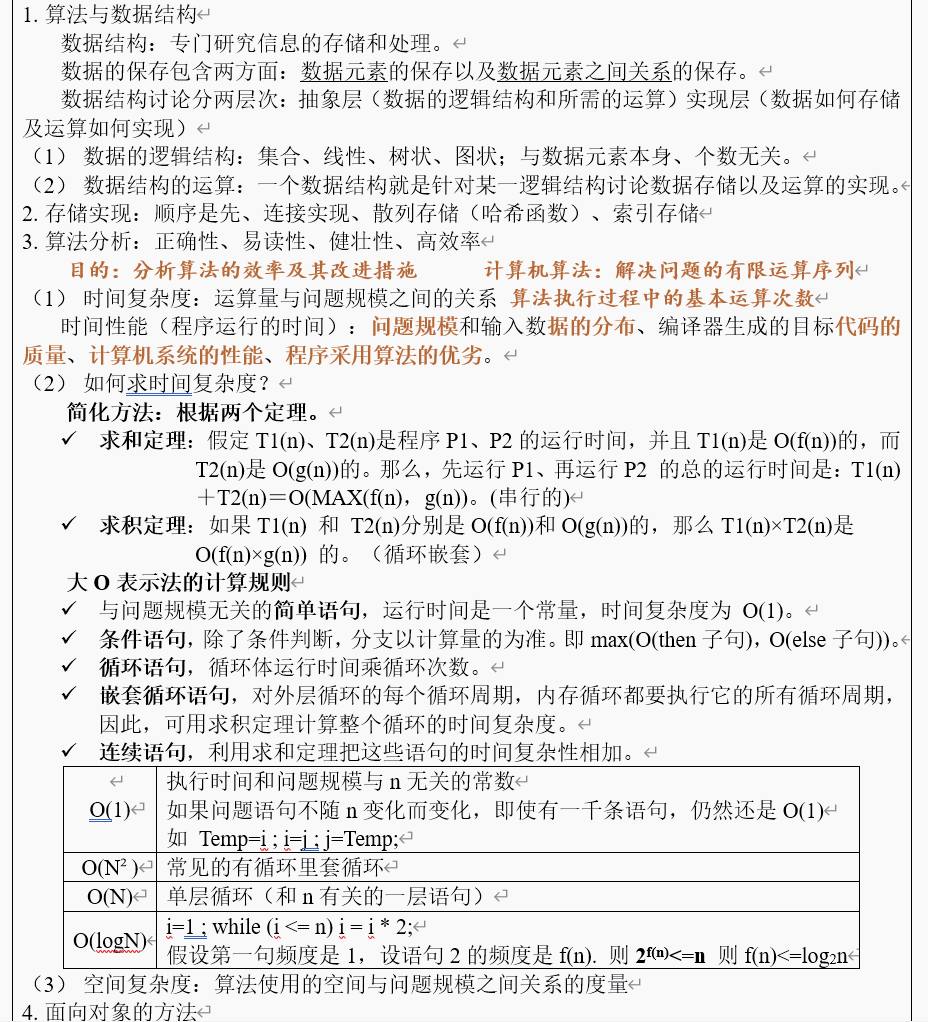 1. 算法与数据结构
数据结构：专门研究信息的存储和处理。
数据的保存包含两方面：数据元素的保存以及数据元素之间关系的保存。
数据结构讨论分两层次：抽象层（数据的逻辑结构和所需的运算）实现层（数据如何存储
及运算如何实现）
（1） 数据的逻辑结构：集合、线性、树状、图状；与数据元素本身、个数无关。
（2） 数据结构的运算：一个数据结构就是针对某一逻辑结构讨论数据存储以及运算的实现。
2. 存储实现：顺序是先、连接实现、散列存储（哈希函数）、索引存储
3. 算法分析：正确性、易读性、健壮性、高效率
目的：分析算法的效率及其改进措施 计算机算法：解决问题的有限运算序列
（1） 时间复杂度：运算量与问题规模之间的关系 算法执行过程中的基本运算次数
时间性能（程序运行的时间）：问题规模和输入数据的分布、编译器生成的目标代码的
质量、计算机系统的性能、程序采用算法的优劣。
（2） 如何求时间复杂度？
简化方法：根据两个定理。
✓ 求和定理：假定 T1(n)、T2(n)是程序 P1、P2 的运行时间，并且 T1(n)是 O(f(n))的，而
T2(n)是 O(g(n))的。那么，先运行 P1、再运行 P2 的总的运行时间是：T1(n)
＋T2(n)＝O(MAX(f(n)，g(n))。(串行的)
✓ 求积定理：如果 T1(n) 和 T2(n)分别是 O(f(n))和 O(g(n))的，那么 T1(n)×T2(n)是
O(f(n)×g(n)) 的。（循环嵌套）
大 O 表示法的计算规则
✓ 与问题规模无关的简单语句，运行时间是一个常量，时间复杂度为 O(1)。
✓ 条件语句，除了条件判断，分支以计算量的为准。即 max(O(then 子句)，O(else 子句))。
✓ 循环语句，循环体运行时间乘循环次数。
✓ 嵌套循环语句，对外层循环的每个循环周期，内存循环都要执行它的所有循环周期，
因此，可用求积定理计算整个循环的时间复杂度。
✓ 连续语句，利用求和定理把这些语句的时间复杂性相加。
执行时间和问题规模与 n 无关的常数
O(1) 如果问题语句不随 n 变化而变化，即使有一千条语句，仍然还是 O(1)
如 Temp=i ; i=j ; j=Temp;
O(N² ) 常见的有循环里套循环
O(N) 单层循环（和 n 有关的一层语句）
O(logN) i=1 ; while (i <= n) i = i * 2;
假设第一句频度是 1，设语句 2 的频度是 f(n). 则 2^f(n)<=n 则 f(n)<=log₂n
（3） 空间复杂度：算法使用的空间与问题规模之间关系的度量
4. 面向对象的方法